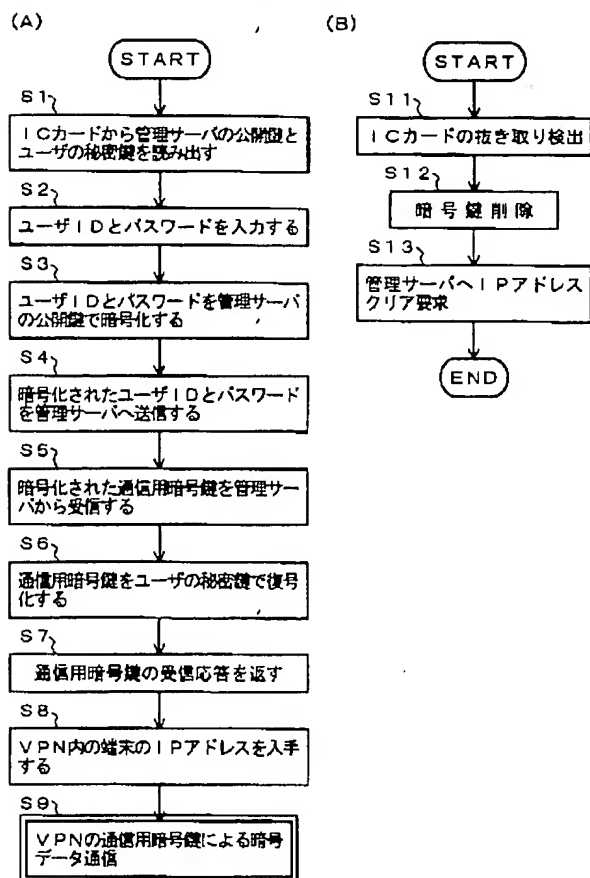 (A)
START
S1
ICカードから管理サーバの公開鍵と
ユーザの秘密鍵を読み出す
S2
ユーザIDとパスワードを入力する
S3
ユーザIDとパスワードを管理サーバ
の公開鍵で暗号化する
S4
暗号化されたユーザIDとパスワード
を管理サーバへ送信する
S5
暗号化された通信用暗号鍵を管理サー
バから受信する
S6
通信用暗号鍵をユーザの秘密鍵で復号
化する
S7
通信用暗号鍵の受信応答を返す
S8
VPN内の端末のIPアドレスを入手
する
S9
VPNの通信用暗号鍵による暗号
データ通信
(B)
START
S11
ICカードの抜き取り検出
S12
暗号鍵削除
S13
管理サーバへIPアドレス
クリア要求
END